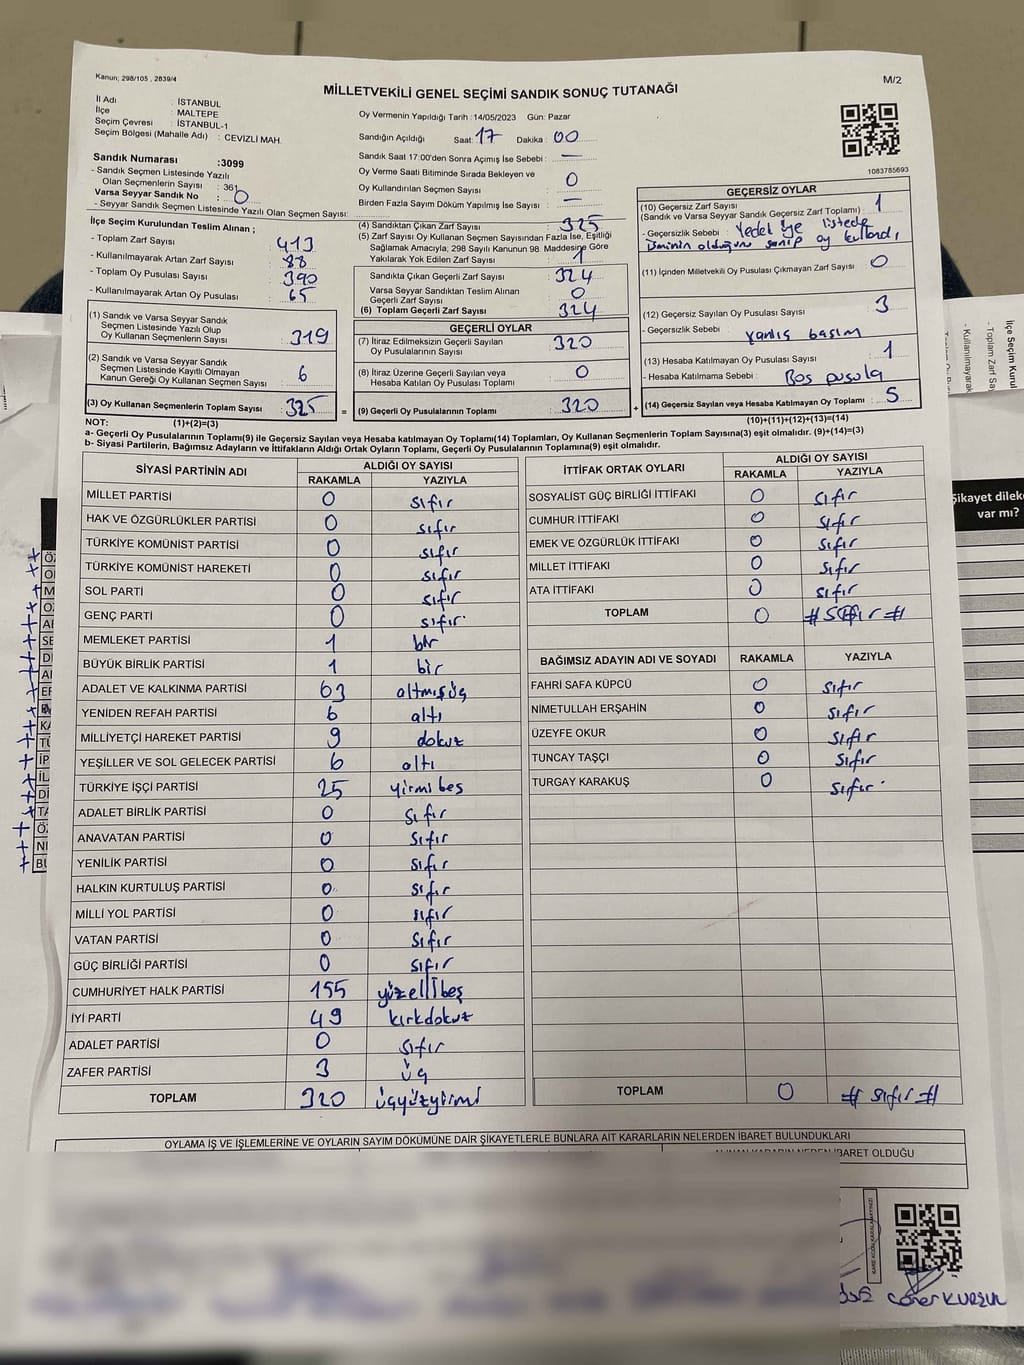 Kanun; 298/105 , 2839/4
M/2
MİLLETVEKİLİ GENEL SEÇİMİ SANDIK SONUÇ TUTANAĞI
İl Adı : İSTANBUL
İlçe : MALTEPE
Seçim Çevresi : İSTANBUL-1
Seçim Bölgesi (Mahalle Adı) : CEVİZLİ MAH.
Sandık Numarası :3099
- Sandık Seçmen Listesinde Yazılı
Olan Seçmenlerin Sayısı : 361
Varsa Seyyar Sandık No : 0
- Seyyar Sandık Seçmen Listesinde Yazılı Olan Seçmen Sayısı:
Oy Vermenin Yapıldığı Tarih :14/05/2023 Gün: Pazar
Sandığın Açıldığı Saat: 17 Dakika : 00
Sandık Saat 17:00'den Sonra Açımış İse Sebebi : —
Oy Verme Saati Bitiminde Sırada Bekleyen ve
Oy Kullandırılan Seçmen Sayısı : 0
Birden Fazla Sayım Döküm Yapılmış İse Sayısı : —
1083785693
İlçe Seçim Kurulundan Teslim Alınan ;
- Toplam Zarf Sayısı : 413
- Kullanılmayarak Artan Zarf Sayısı : 88
- Toplam Oy Pusulası Sayısı : 390
- Kullanılmayarak Artan Oy Pusulası : 65
(1) Sandık ve Varsa Seyyar Sandık
Seçmen Listesinde Yazılı Olup
Oy Kullanan Seçmenlerin Sayısı : 319
(2) Sandık ve Varsa Seyyar Sandık
Seçmen Listesinde Kayıtlı Olmayan
Kanun Gereği Oy Kullanan Seçmen Sayısı : 6
(3) Oy Kullanan Seçmenlerin Toplam Sayısı : 325
(1)+(2)=(3)
(4) Sandıktan Çıkan Zarf Sayısı : 325
(5) Zarf Sayısı Oy Kullanan Seçmen Sayısından Fazla İse, Eşitliği
Sağlamak Amacıyla, 298 Sayılı Kanunun 98. Maddesine Göre
Yakılarak Yok Edilen Zarf Sayısı : 1
Sandıkta Çıkan Geçerli Zarf Sayısı : 324
Varsa Seyyar Sandıktan Teslim Alınan
Geçerli Zarf Sayısı : 0
(6) Toplam Geçerli Zarf Sayısı : 324
GEÇERLİ OYLAR
(7) İtiraz Edilmeksizin Geçerli Sayılan
Oy Pusulalarının Sayısı : 320
(8) İtiraz Üzerine Geçerli Sayılan veya
Hesaba Katılan Oy Pusulaları Toplamı : 0
= (9) Geçerli Oy Pusulalarının Toplamı : 320
GEÇERSİZ OYLAR
(10) Geçersiz Zarf Sayısı
(Sandık ve Varsa Seyyar Sandık Geçersiz Zarf Toplamı) : 1
- Geçersizlik Sebebi : Yedek üye listede
isminin olduğunu sanıp oy kullandı
(11) İçinden Milletvekili Oy Pusulası Çıkmayan Zarf Sayısı : 0
(12) Geçersiz Sayılan Oy Pusulası Sayısı : 3
- Geçersizlik Sebebi : yanlış basım
(13) Hesaba Katılmayan Oy Pusulası Sayısı : 1
- Hesaba Katılmama Sebebi : Boş pusula
+ (14) Geçersiz Sayılan veya Hesaba Katılmayan Oy Toplamı : 5
(10)+(11)+(12)+(13)=(14)
NOT:
a- Geçerli Oy Pusulalarının Toplamı(9) ile Geçersiz Sayılan veya Hesaba katılmayan Oy Toplamı(14) Toplamları, Oy Kullanan Seçmenlerin Toplam Sayısına(3) eşit olmalıdır. (9)+(14)=(3)
b- Siyasi Partilerin, Bağımsız Adayların ve İttifakların Aldığı Ortak Oyların Toplamı, Geçerli Oy Pusulalarının Toplamına(9) eşit olmalıdır.
SİYASİ PARTİNİN ADI ALDIĞI OY SAYISI
RAKAMLA YAZIYLA
MİLLET PARTİSİ 0 sıfır
HAK VE ÖZGÜRLÜKLER PARTİSİ 0 sıfır
TÜRKİYE KOMÜNİST PARTİSİ 0 sıfır
TÜRKİYE KOMÜNİST HAREKETİ 0 sıfır
SOL PARTİ 0 sıfır
GENÇ PARTİ 0 sıfır
MEMLEKET PARTİSİ 1 bir
BÜYÜK BİRLİK PARTİSİ 1 bir
ADALET VE KALKINMA PARTİSİ 63 altmışüç
YENİDEN REFAH PARTİSİ 6 altı
MİLLİYETÇİ HAREKET PARTİSİ 9 dokuz
YEŞİLLER VE SOL GELECEK PARTİSİ 6 altı
TÜRKİYE İŞÇİ PARTİSİ 25 yirmi beş
ADALET BİRLİK PARTİSİ 0 sıfır
ANAVATAN PARTİSİ 0 sıfır
YENİLİK PARTİSİ 0 sıfır
HALKIN KURTULUŞ PARTİSİ 0 sıfır
MİLLİ YOL PARTİSİ 0 sıfır
VATAN PARTİSİ 0 sıfır
GÜÇ BİRLİĞİ PARTİSİ 0 sıfır
CUMHURİYET HALK PARTİSİ 155 yüzellibeş
İYİ PARTİ 49 kırkdokuz
ADALET PARTİSİ 0 sıfır
ZAFER PARTİSİ 3 üç
TOPLAM 320 üçyüzyirmi
İTTİFAK ORTAK OYLARI ALDIĞI OY SAYISI
RAKAMLA YAZIYLA
SOSYALİST GÜÇ BİRLİĞİ İTTİFAKI 0 sıfır
CUMHUR İTTİFAKI 0 sıfır
EMEK VE ÖZGÜRLÜK İTTİFAKI 0 sıfır
MİLLET İTTİFAKI 0 sıfır
ATA İTTİFAKI 0 sıfır
TOPLAM 0 # sıfır #
BAĞIMSIZ ADAYIN ADI VE SOYADI RAKAMLA YAZIYLA
FAHRİ SAFA KÜPCÜ 0 sıfır
NİMETULLAH ERŞAHİN 0 sıfır
ÜZEYFE OKUR 0 sıfır
TUNCAY TAŞÇI 0 sıfır
TURGAY KARAKUŞ 0 sıfır
TOPLAM 0 # sıfır #
OYLAMA İŞ VE İŞLEMLERİNE VE OYLARIN SAYIM DÖKÜMÜNE DAİR ŞİKAYETLERLE BUNLARA AİT KARARLARIN NELERDEN İBARET BULUNDUKLARI
İBARET OLDUĞU
Şikayet dilek
var mı?
İlçe Seçim Kurul
- Toplam Zarf Sa
- Kullanılmayarak